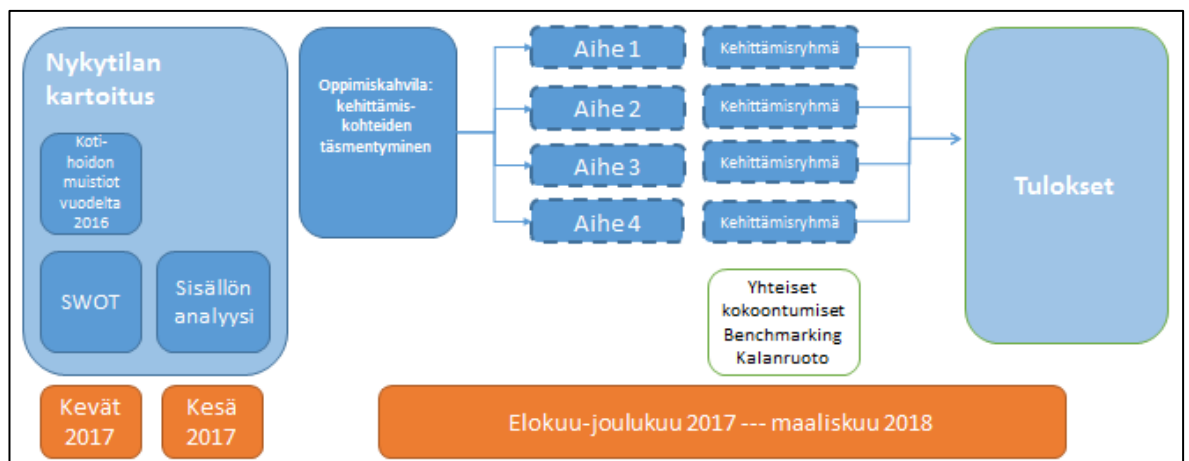 Nykytilan
kartoitus
Koti-
hoidon
muistiot
vuodelta
2016
SWOT
Sisällön
analyysi
Oppimiskahvila:
kehittämis-
kohteiden
täsmentyminen
Aihe 1
Kehittämisryhmä
Aihe 2
Kehittämisryhmä
Aihe 3
Kehittämisryhmä
Aihe 4
Kehittämisryhmä
Yhteiset
kokoontumiset
Benchmarking
Kalanruoto
Tulokset
Kevät
2017
Kesä
2017
Elokuu-joulukuu 2017 --- maaliskuu 2018